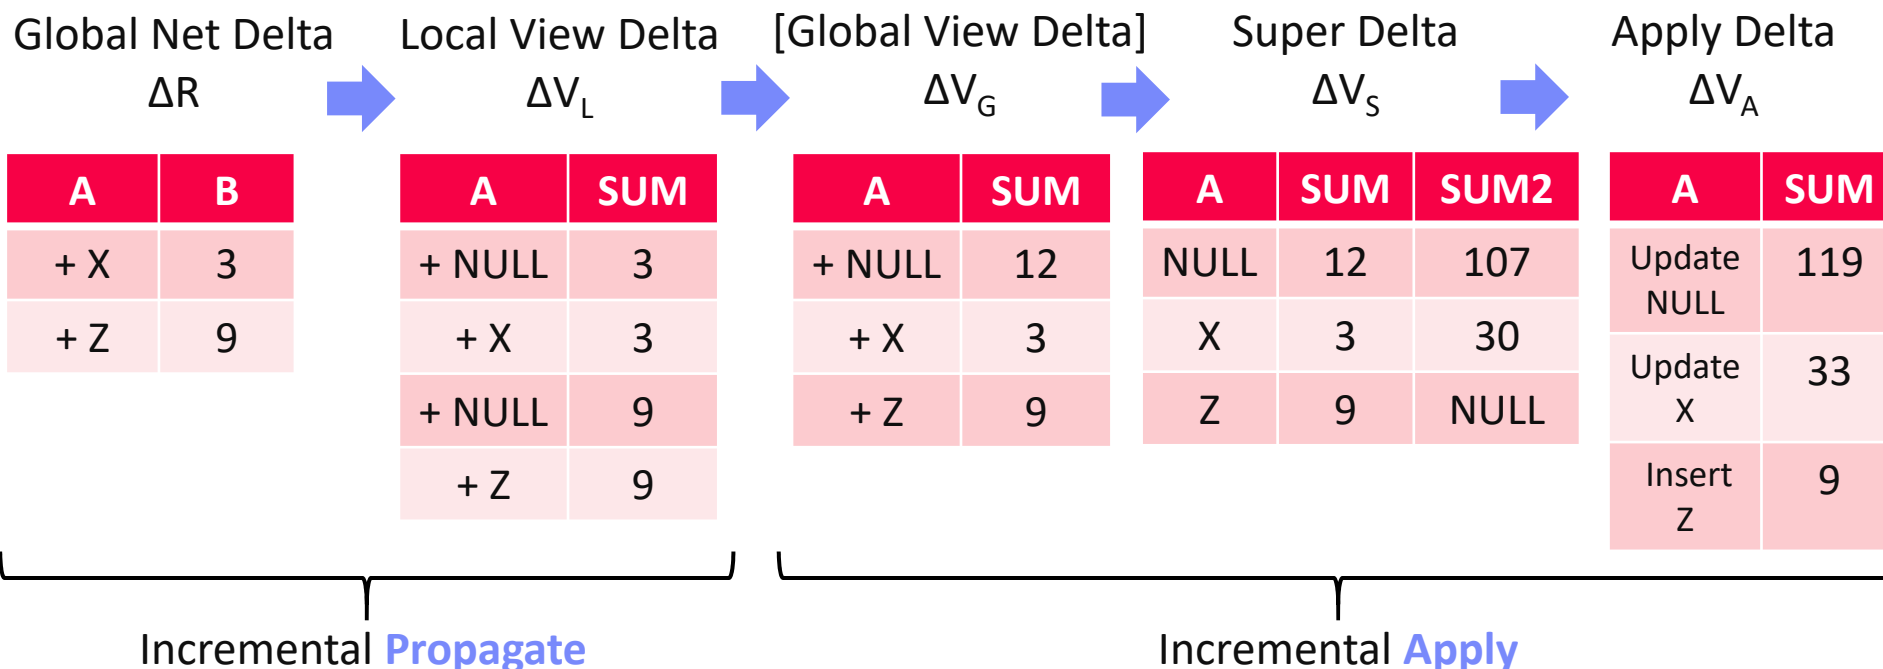 Global Net Delta
ΔR
Local View Delta
ΔV_L
[Global View Delta]
ΔV_G
Super Delta
ΔV_S
Apply Delta
ΔV_A
A B
+ X 3
+ Z 9
A SUM
+ NULL 3
+ X 3
+ NULL 9
+ Z 9
A SUM
+ NULL 12
+ X 3
+ Z 9
A SUM SUM2
NULL 12 107
X 3 30
Z 9 NULL
A SUM
Update 119
NULL
Update 33
X
Insert 9
Z
Incremental Propagate
Incremental Apply